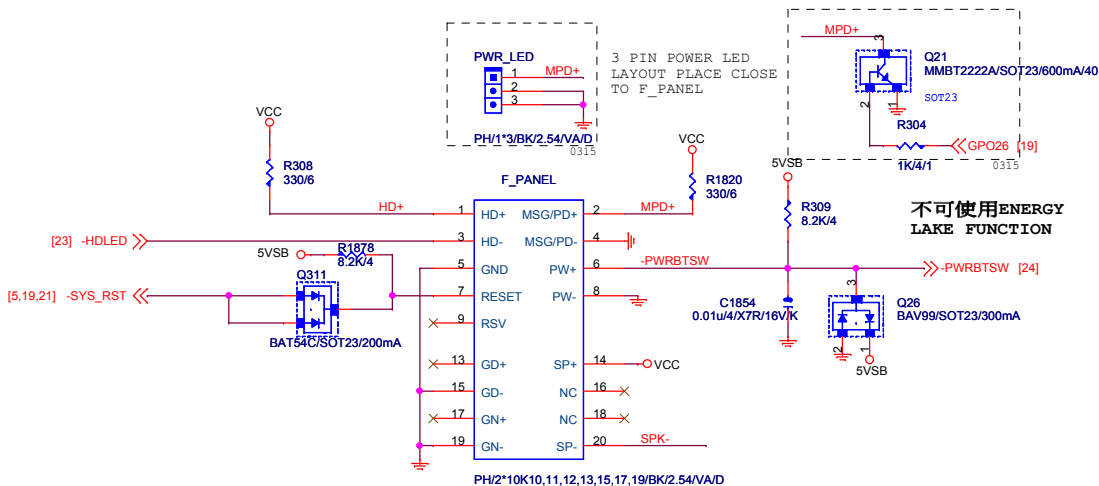 MPD+
3
Q21
MMBT2222A/SOT23/600mA/40
SOT23
2
1
R304
GPO26 [19]
1K/4/1
0315
PWR_LED
1
MPD+
2
3
PH/1*3/BK/2.54/VA/D
0315
3 PIN POWER LED
LAYOUT PLACE CLOSE
TO F_PANEL
VCC
R308
330/6
VCC
R1820
330/6
5VSB
R309
8.2K/4
不可使用ENERGY
LAKE FUNCTION
F_PANEL
HD+
1
HD+
MSG/PD+
2
MPD+
[23] -HDLED
3
HD-
MSG/PD-
4
5VSB
R1878
8.2K/4
5
GND
PW+
6
-PWRBTSW
-PWRBTSW [24]
[5,19,21] -SYS_RST
Q311
BAT54C/SOT23/200mA
7
RESET
PW-
8
C1854
0.01u/4/X7R/16V/K
3
Q26
BAV99/SOT23/300mA
2
1
5VSB
9
RSV
13
GD+
SP+
14
VCC
15
GD-
NC
16
17
GN+
NC
18
19
GN-
SP-
20
SPK-
PH/2*10K10,11,12,13,15,17,19/BK/2.54/VA/D